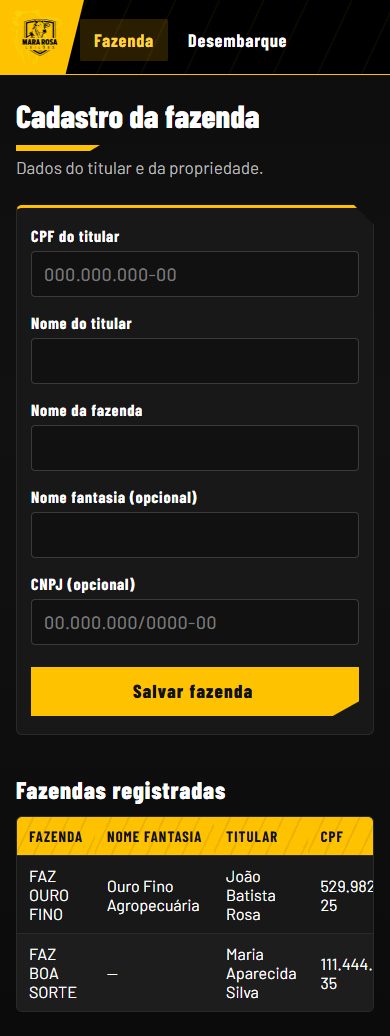 MARA ROSA
LEILÕES
Fazenda
Desembarque
Cadastro da fazenda
Dados do titular e da propriedade.
CPF do titular
000.000.000-00
Nome do titular
Nome da fazenda
Nome fantasia (opcional)
CNPJ (opcional)
00.000.000/0000-00
Salvar fazenda
Fazendas registradas
FAZENDA NOME FANTASIA TITULAR CPF
FAZ OURO FINO
Ouro Fino Agropecuária
João Batista Rosa
529.982
25
FAZ BOA SORTE
—
Maria Aparecida Silva
111.444.
35